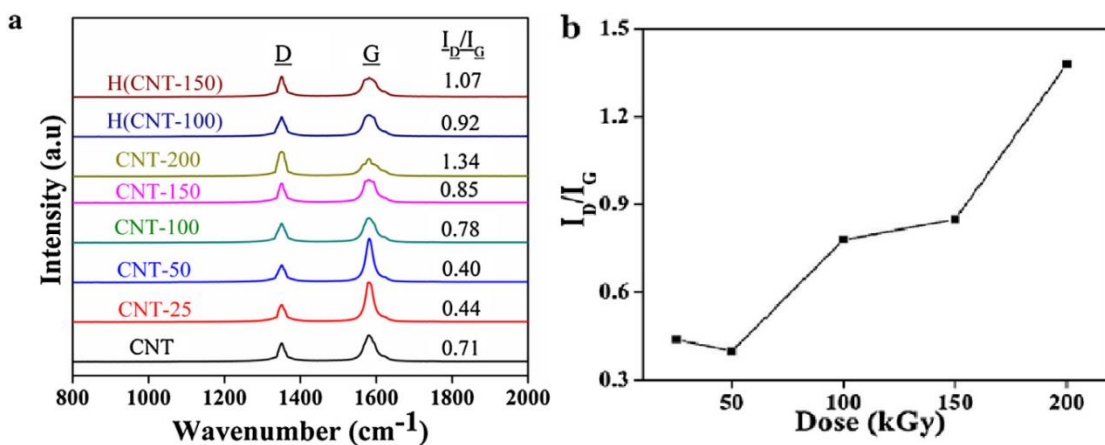 a
D G I_D/I_G
H(CNT-150) 1.07
H(CNT-100) 0.92
CNT-200 1.34
CNT-150 0.85
CNT-100 0.78
CNT-50 0.40
CNT-25 0.44
CNT 0.71
Intensity (a.u)
800 1000 1200 1400 1600 1800 2000
Wavenumber (cm⁻¹)
b
1.5
1.2
0.9
0.6
0.3
I_D/I_G
50 100 150 200
Dose (kGy)